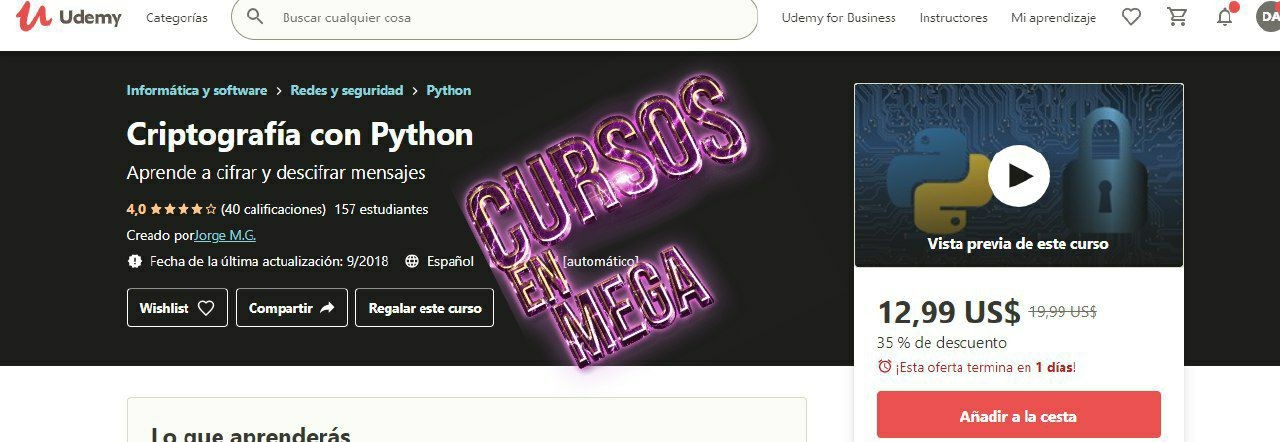 Udemy Categorías Buscar cualquier cosa Udemy for Business Instructores Mi aprendizaje DA
Informática y software > Redes y seguridad > Python
Criptografía con Python
Aprende a cifrar y descifrar mensajes
4,0 ★★★★☆ (40 calificaciones) 157 estudiantes
Creado por Jorge M.G.
Fecha de la última actualización: 9/2018 Español [automático]
Wishlist Compartir Regalar este curso
CURSOS
EN
MEGA
Vista previa de este curso
12,99 US$ 19,99 US$
35 % de descuento
¡Esta oferta termina en 1 días!
Añadir a la cesta
Lo que aprenderás